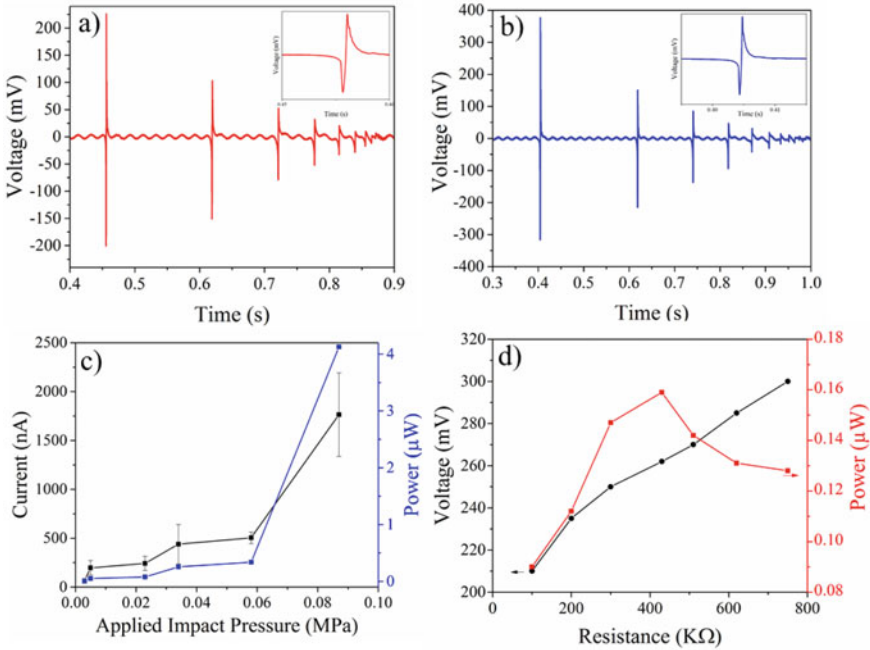 a)
Voltage (mV)
200
150
100
50
0
-50
-100
-150
-200
0.4 0.5 0.6 0.7 0.8 0.9
Time (s)
Voltage (mV)
Time (s)
b)
Voltage (mV)
400
300
200
100
0
-100
-200
-300
-400
0.3 0.4 0.5 0.6 0.7 0.8 0.9 1.0
Time (s)
Voltage (mV)
Time (s)
c)
Current (nA)
2500
2000
1500
1000
500
0
0.00 0.02 0.04 0.06 0.08 0.10
Applied Impact Pressure (MPa)
4
3
2
1
0
Power (µW)
d)
Voltage (mV)
320
300
280
260
240
220
200
0 200 400 600 800
Resistance (KΩ)
0.18
0.16
0.14
0.12
0.10
0.08
Power (µW)